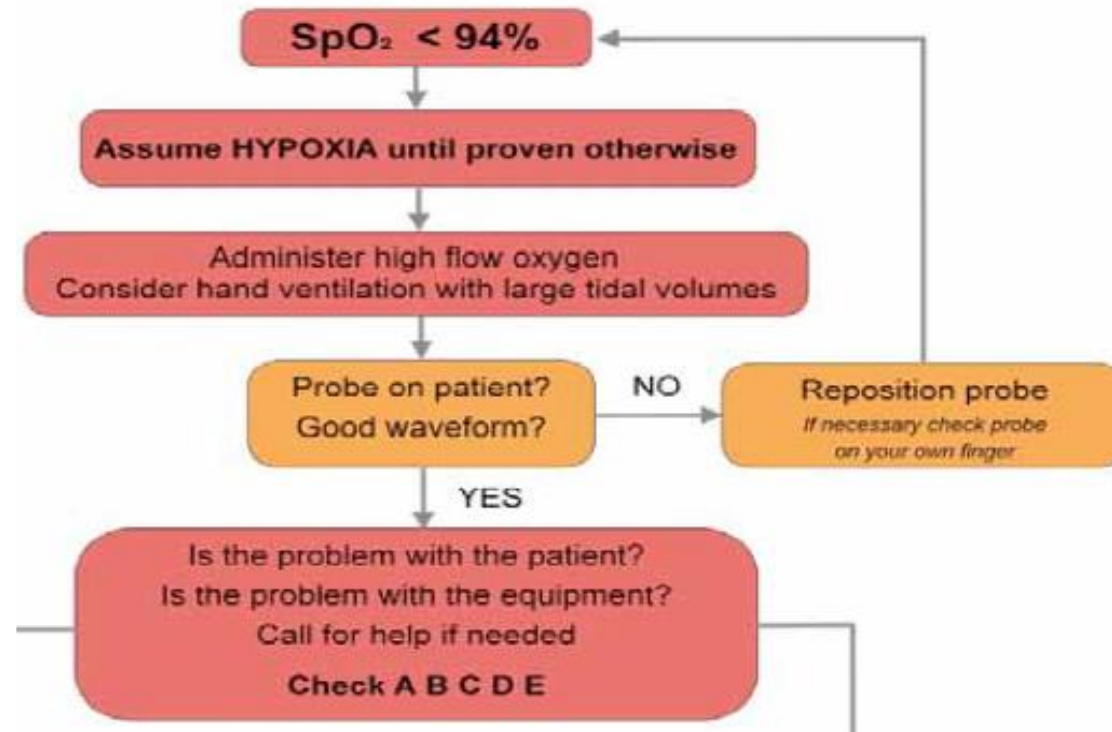 SpO₂ < 94%
Assume HYPOXIA until proven otherwise
Administer high flow oxygen
Consider hand ventilation with large tidal volumes
Probe on patient?
Good waveform?
NO
Reposition probe
If necessary check probe
on your own finger
YES
Is the problem with the patient?
Is the problem with the equipment?
Call for help if needed
Check A B C D E